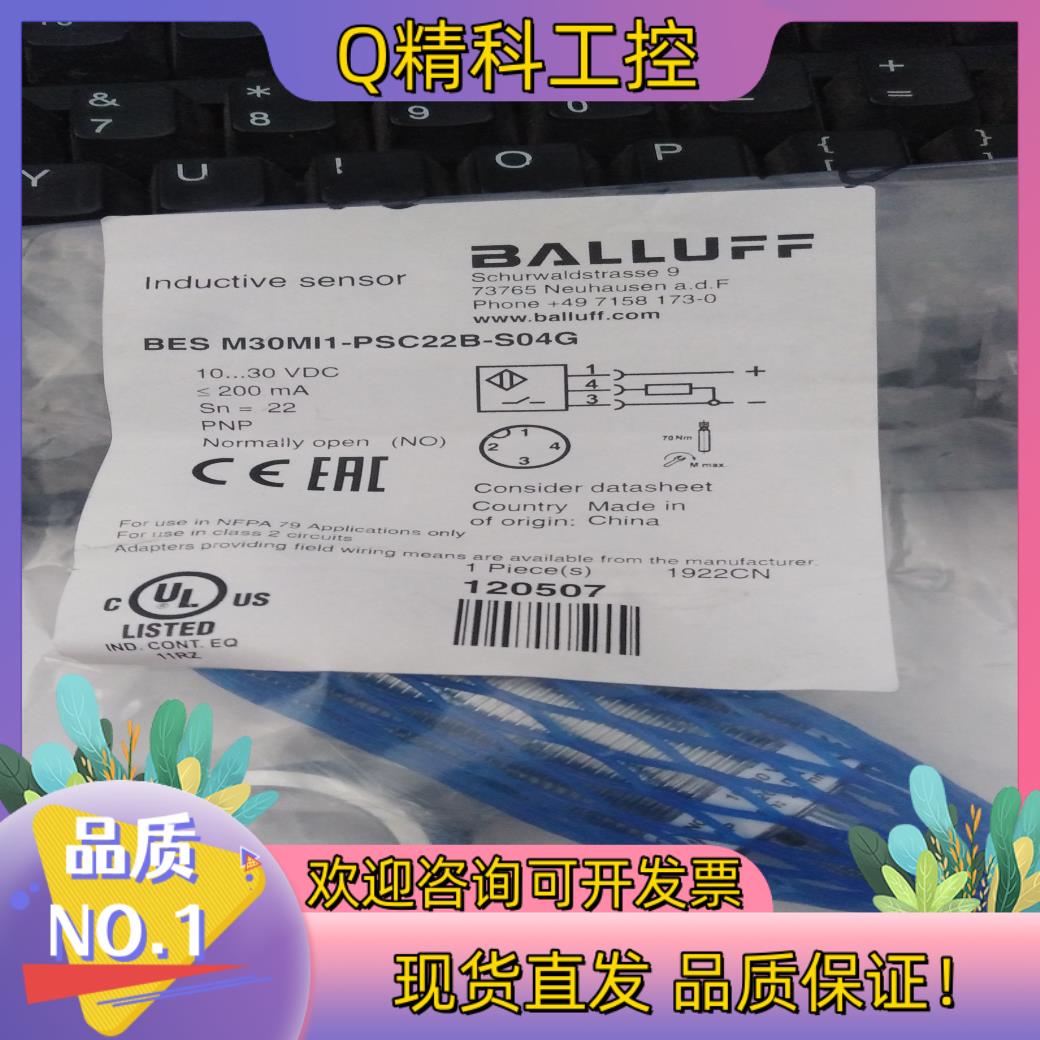 Q精科工控
&
7
*
8
9
0
+
=
Y
U
I
O
P
{
[
}
BALLUFF
Schurwaldstrasse 9
73765 Neuhausen a.d.F
Phone +49 7158 173-0
www.balluff.com
Inductive sensor
BES M30MI1-PSC22B-S04G
10...30 VDC
≤ 200 mA
Sn = 22
PNP
Normally open (NO)
CE EAC
1
4
3
+
−
1
2
4
3
70 Nm
M max.
Consider datasheet
Country Made in
of origin: China
For use in NFPA 79 Applications only
For use in class 2 circuits
Adapters providing field wiring means are available from the manufacturer.
1 Piece(s) 1922CN
120507
C UL US
LISTED
IND. CONT. EQ
11RZ
品质
NO.1
欢迎咨询可开发票
现货直发 品质保证!